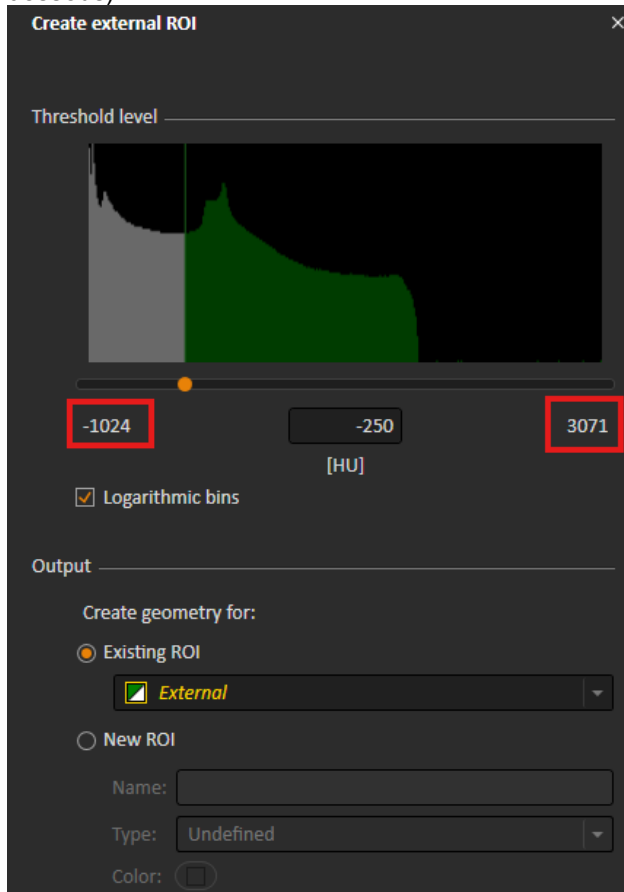 Create external ROI ×
Threshold level
-1024 -250 3071
[HU]
Logarithmic bins
Output
Create geometry for:
Existing ROI
External
New ROI
Name:
Type: Undefined
Color: